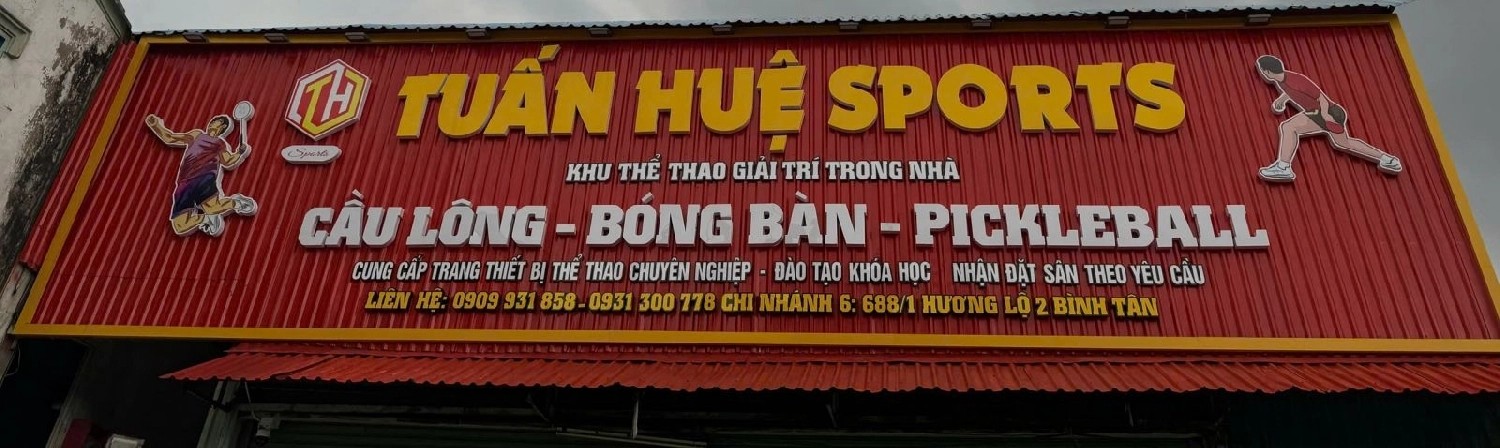 TH
Sports
TUẤN HUỆ SPORTS
KHU THỂ THAO GIẢI TRÍ TRONG NHÀ
CẦU LÔNG - BÓNG BÀN - PICKLEBALL
CUNG CẤP TRANG THIẾT BỊ THỂ THAO CHUYÊN NGHIỆP - ĐÀO TẠO KHÓA HỌC NHẬN ĐẶT SÂN THEO YÊU CẦU
LIÊN HỆ: 0909 931 858 - 0931 300 778 CHI NHÁNH 6: 688/1 HƯƠNG LỘ 2 BÌNH TÂN